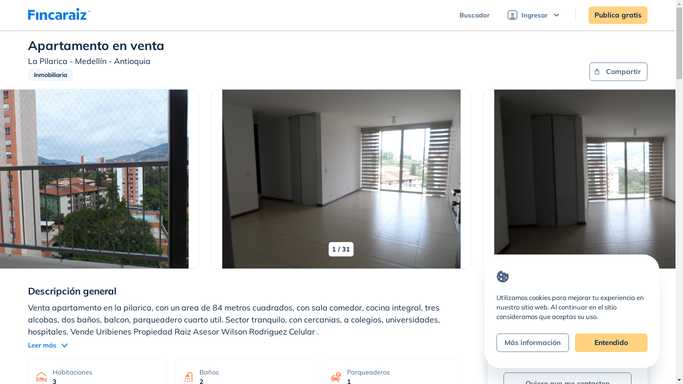 Fincaraiz
Buscador
Ingresar
Publica gratis
Apartamento en venta
La Pilarica - Medellín - Antioquia
Inmobiliaria
Compartir
1 / 31
Descripción general
Venta apartamento en la pilarica, con un area de 84 metros cuadrados, con sala comedor, cocina integral, tres
alcobas, dos baños, balcon, parqueadero cuarto util. Sector tranquilo, con cercanias, a colegios, universidades,
hospitales. Vende Uribienes Propiedad Raiz Asesor Wilson Rodriguez Celular .
Leer más
Habitaciones
3
Baños
2
Parqueaderos
1
Utilizamos cookies para mejorar tu experiencia en
nuestro sitio web. Al continuar en el sitio
consideramos que aceptas su uso.
Más información
Entendido
Quiero que me contacten